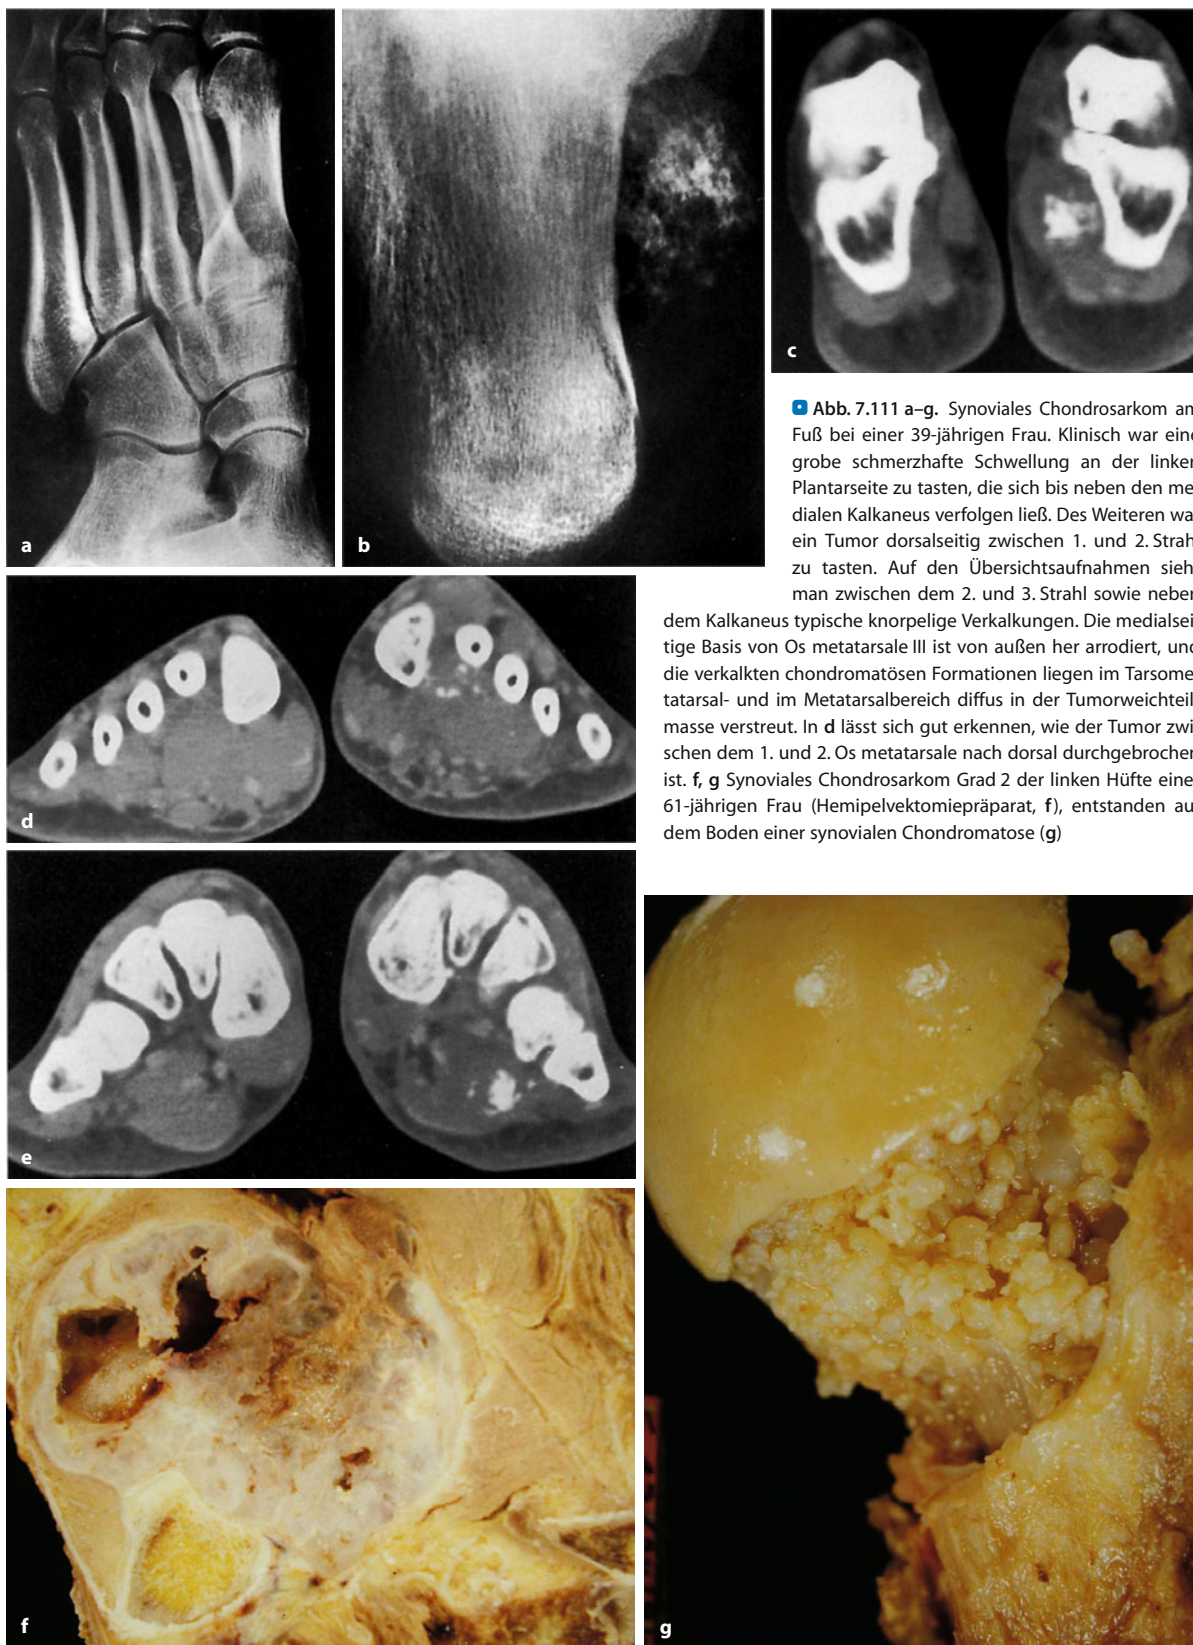 a
b
c
Abb. 7.111 a–g. Synoviales Chondrosarkom am
Fuß bei einer 39-jährigen Frau. Klinisch war eine
grobe schmerzhafte Schwellung an der linken
Plantarseite zu tasten, die sich bis neben den me
dialen Kalkaneus verfolgen ließ. Des Weiteren wa
ein Tumor dorsalseitig zwischen 1. und 2. Strah
zu tasten. Auf den Übersichtsaufnahmen sieh
man zwischen dem 2. und 3. Strahl sowie neben
dem Kalkaneus typische knorpelige Verkalkungen. Die medialsei
tige Basis von Os metatarsale III ist von außen her arrodiert, und
die verkalkten chondromatösen Formationen liegen im Tarsome
tatarsal- und im Metatarsalbereich diffus in der Tumorweichteil
masse verstreut. In d lässt sich gut erkennen, wie der Tumor zwi
schen dem 1. und 2. Os metatarsale nach dorsal durchgebrochen
ist. f, g Synoviales Chondrosarkom Grad 2 der linken Hüfte eine
61-jährigen Frau (Hemipelvektomiepräparat, f), entstanden au
dem Boden einer synovialen Chondromatose (g)
d
e
f
g